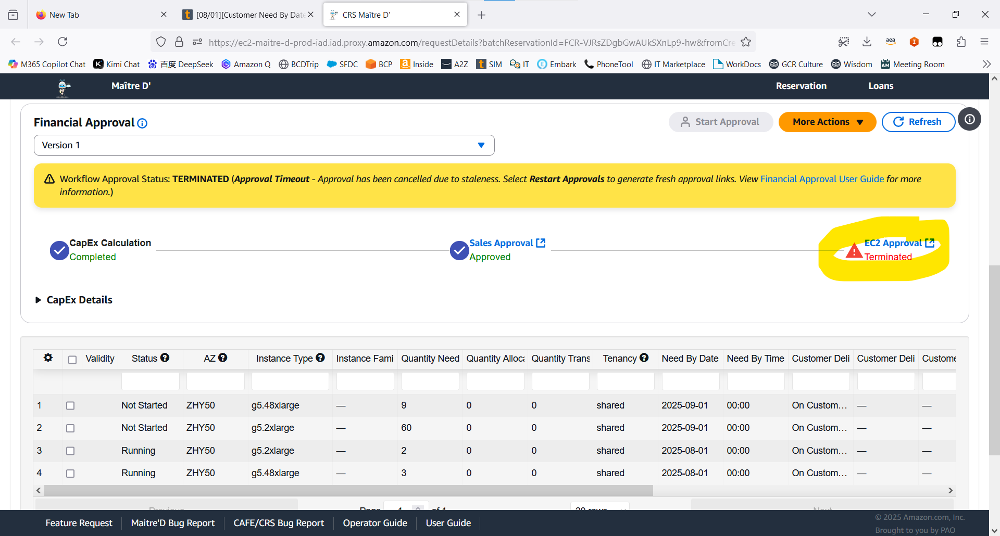 New Tab
[08/01][Customer Need By Date
CRS Maître D'
https://ec2-maitre-d-prod-iad.iad.proxy.amazon.com/requestDetails?batchReservationId=FCR-VJRsZDgbGwAUkSXnLp9-hw&fromCre
aea
M365 Copilot Chat
Kimi Chat
百度 DeepSeek
Amazon Q
BCDTrip
SFDC
BCP
Inside
A2Z
SIM
IT
Embark
PhoneTool
IT Marketplace
WorkDocs
GCR Culture
Wisdom
Meeting Room
Maître D'
Reservation
Loans
Financial Approval
Start Approval
More Actions
Refresh
Version 1
Workflow Approval Status: TERMINATED (Approval Timeout - Approval has been cancelled due to staleness. Select Restart Approvals to generate fresh approval links. View Financial Approval User Guide for more
information.)
CapEx Calculation
Completed
Sales Approval
Approved
EC2 Approval
Terminated
CapEx Details
Validity Status AZ Instance Type Instance Fami Quantity Need Quantity Alloca Quantity Trans Tenancy Need By Date Need By Time Customer Deli Customer Deli Custome
1 Not Started ZHY50 g5.48xlarge — 9 0 0 shared 2025-09-01 00:00 On Custom… — —
2 Not Started ZHY50 g5.2xlarge — 60 0 0 shared 2025-09-01 00:00 On Custom… — —
3 Running ZHY50 g5.2xlarge — 2 0 0 shared 2025-08-01 00:00 On Custom… — —
4 Running ZHY50 g5.48xlarge — 3 0 0 shared 2025-08-01 00:00 On Custom… — —
Previous Page 1 of 1 20 rows Next
Feature Request
Maitre'D Bug Report
CAFE/CRS Bug Report
Operator Guide
User Guide
© 2025 Amazon.com, Inc.
Brought to you by PAO